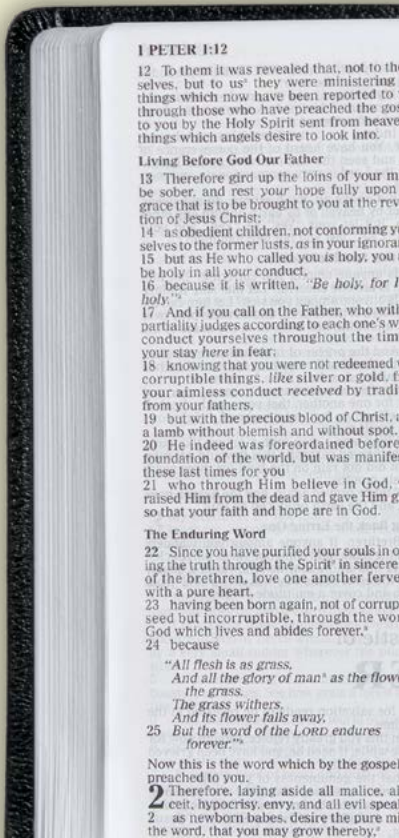 1 PETER 1:12
12 To them it was revealed that, not to
selves, but to us* they were ministering
things which now have been reported to
through those who have preached the
to you by the Holy Spirit sent from
things which angels desire to look into.
Living Before God Our Father
13 Therefore gird up the loins of your
be sober, and rest your hope fully upon
grace that is to be brought to you at the
tion of Jesus Christ;
14 as obedient children, not conforming
selves to the former lusts, as in your
15 but as He who called you is holy, you
be holy in all your conduct,
16 because it is written, "Be holy, for
holy."*
17 And if you call on the Father, who
partiality judges according to each one's
conduct yourselves throughout the
your stay here in fear;
18 knowing that you were not redeemed
corruptible things, like silver or gold,
your aimless conduct received by
from your fathers,
19 but with the precious blood of Christ,
a lamb without blemish and without spot.
20 He indeed was foreordained before
foundation of the world, but was
these last times for you
21 who through Him believe in God,
raised Him from the dead and gave Him
so that your faith and hope are in God.
The Enduring Word
22 Since you have purified your souls in
ing the truth through the Spirit* in sincere
of the brethren, love one another
with a pure heart,
23 having been born again, not of
seed but incorruptible, through the
God which lives and abides forever,*
24 because
"All flesh is as grass,
And all the glory of man* as the
the grass.
The grass withers,
And its flower falls away,
25 But the word of the LORD endures
forever."*
Now this is the word which by the gospel
preached to you.
2 Therefore, laying aside all malice,
ceit, hypocrisy, envy, and all evil
2 as newborn babes, desire the pure
the word, that you may grow thereby,*